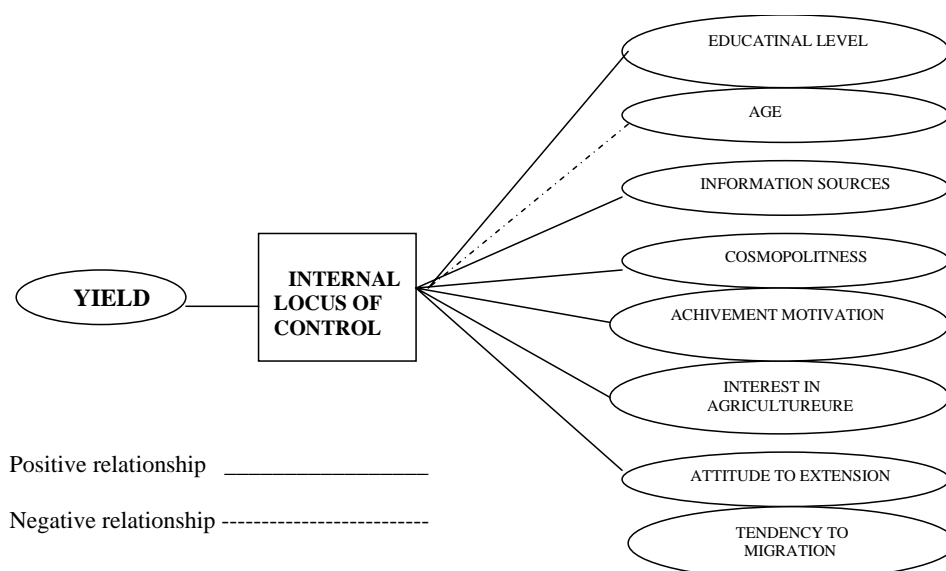 EDUCATINAL LEVEL
AGE
INFORMATION SOURCES
COSMOPOLITNESS
ACHIVEMENT MOTIVATION
INTEREST IN
AGRICULTUREURE
ATTITUDE TO EXTENSION
TENDENCY TO
MIGRATION
YIELD
INTERNAL
LOCUS OF
CONTROL
Positive relationship __________________
Negative relationship --------------------------